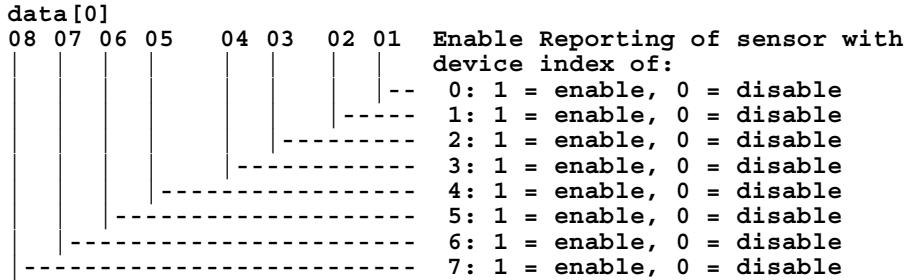 data[0]
08 07 06 05 04 03 02 01 Enable Reporting of sensor with
device index of:
|-- 0: 1 = enable, 0 = disable
|----- 1: 1 = enable, 0 = disable
|--------- 2: 1 = enable, 0 = disable
|------------ 3: 1 = enable, 0 = disable
|----------------- 4: 1 = enable, 0 = disable
|-------------------- 5: 1 = enable, 0 = disable
|----------------------- 6: 1 = enable, 0 = disable
|-------------------------- 7: 1 = enable, 0 = disable